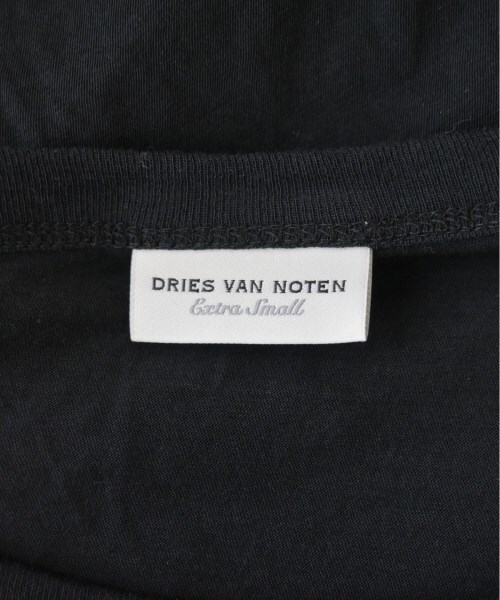 DRIES VAN NOTEN
Extra Small